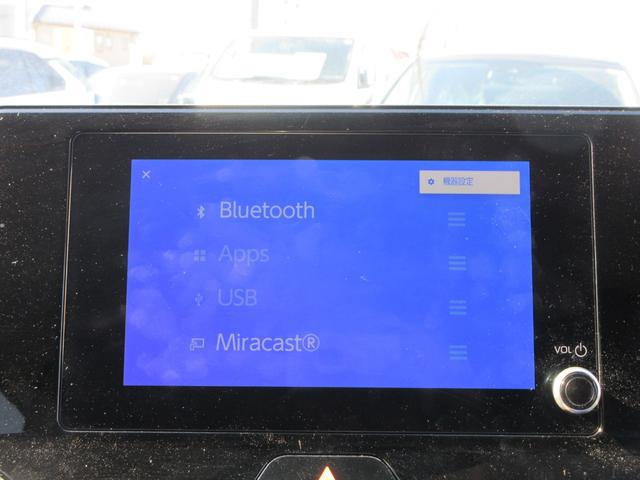 機器設定
Bluetooth
Apps
USB
Miracast®
VOL